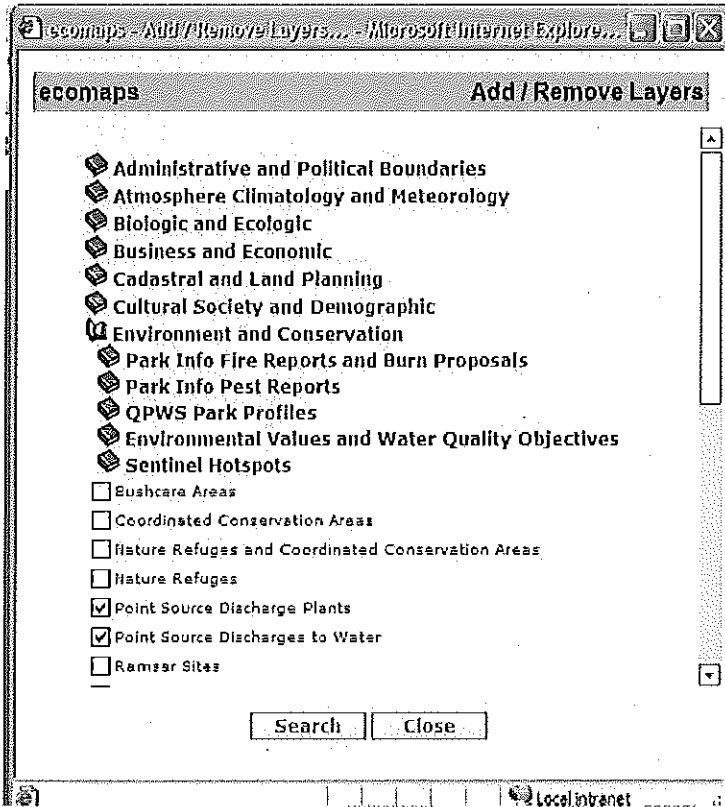 ecomaps - Add / Remove Layers... - Microsoft Internet Explore...
ecomaps Add / Remove Layers
Administrative and Political Boundaries
Atmosphere Climatology and Meteorology
Biologic and Ecologic
Business and Economic
Cadastral and Land Planning
Cultural Society and Demographic
Environment and Conservation
Park Info Fire Reports and Burn Proposals
Park Info Pest Reports
QPWS Park Profiles
Environmental Values and Water Quality Objectives
Sentinel Hotspots
Bushcare Areas
Coordinated Conservation Areas
Nature Refuges and Coordinated Conservation Areas
Nature Refuges
Point Source Discharge Plants
Point Source Discharges to Water
Ramsar Sites
Search Close
Local intranet